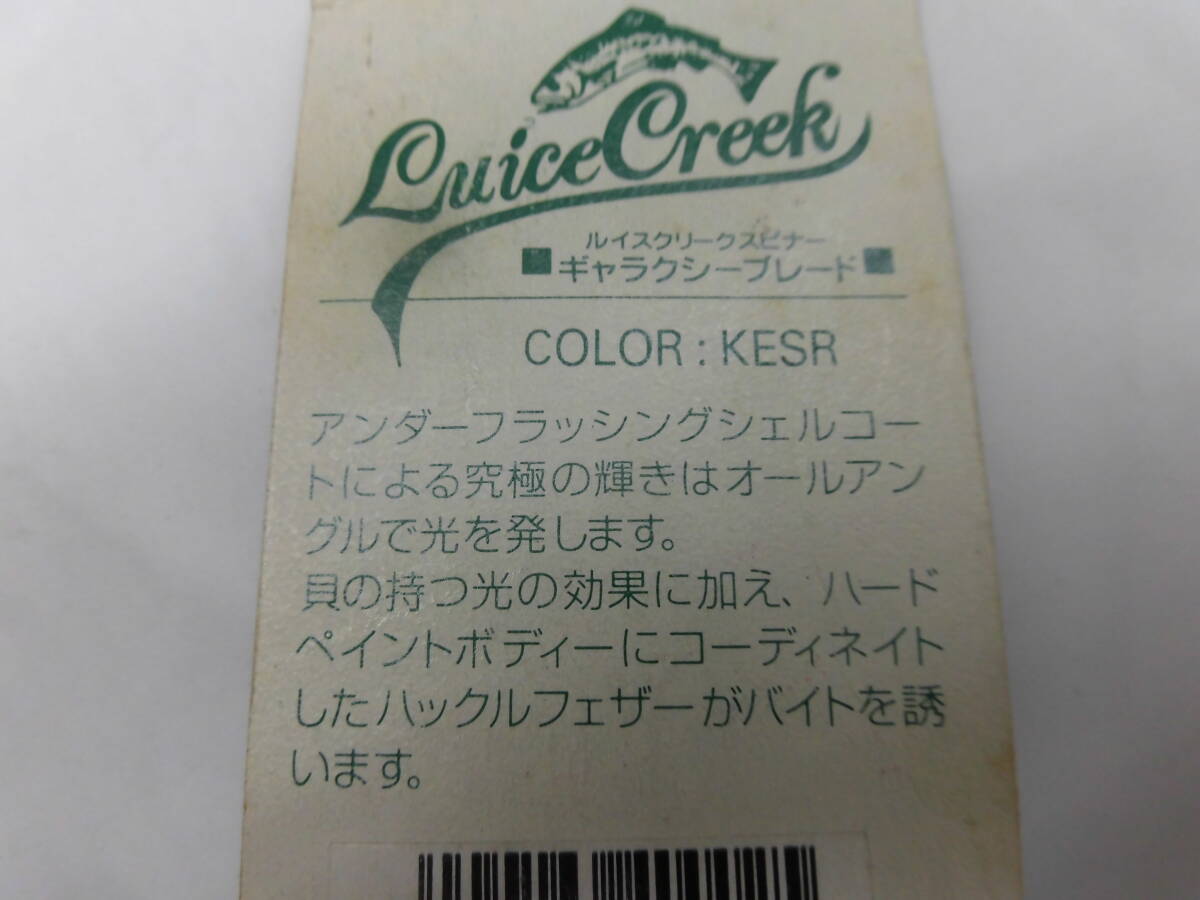 LuiceCreek
ルイスクリークスピナー
■ギャラクシーブレード■
COLOR : KESR
アンダーフラッシングシェルコー
トによる究極の輝きはオールアン
グルで光を発します。
貝の持つ光の効果に加え、ハード
ペイントボディーにコーディネイト
したハックルフェザーがバイトを誘
います。